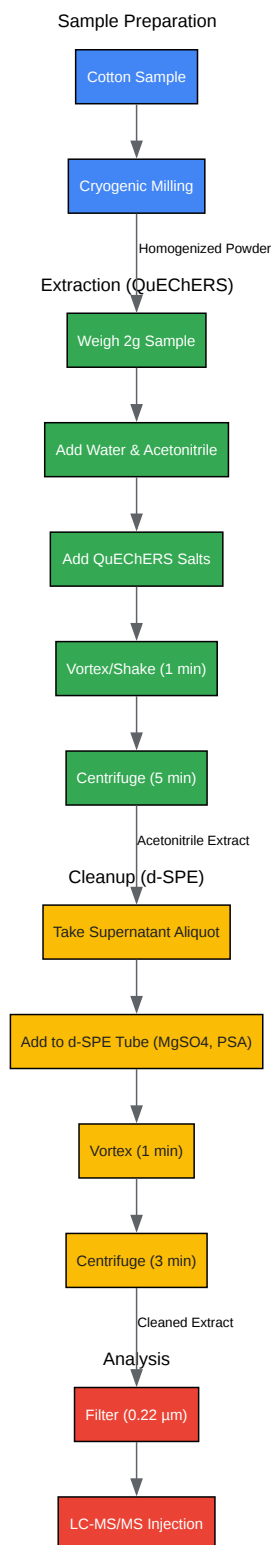 Sample Preparation
Cotton Sample
Cryogenic Milling
Homogenized Powder
Extraction (QuEChERS)
Weigh 2g Sample
Add Water & Acetonitrile
Add QuEChERS Salts
Vortex/Shake (1 min)
Centrifuge (5 min)
Acetonitrile Extract
Cleanup (d-SPE)
Take Supernatant Aliquot
Add to d-SPE Tube (MgSO4, PSA)
Vortex (1 min)
Centrifuge (3 min)
Cleaned Extract
Analysis
Filter (0.22 µm)
LC-MS/MS Injection